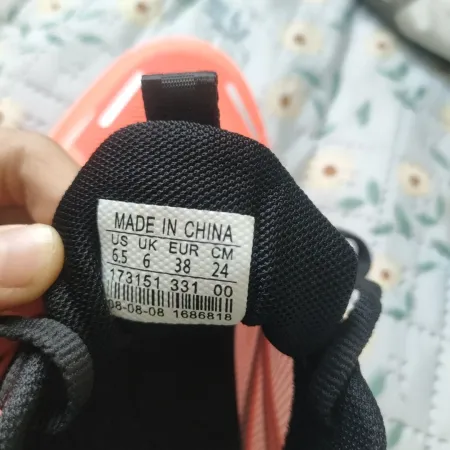 MADE IN CHINA
US UK EUR CM
6.5 6 38 24
173151 331 00
08-08-08 1686818